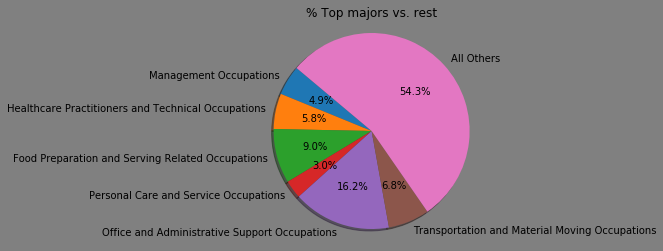 % Top majors vs. rest
All Others
54.3%
Management Occupations
4.9%
Healthcare Practitioners and Technical Occupations
5.8%
Food Preparation and Serving Related Occupations
9.0%
Personal Care and Service Occupations
3.0%
Office and Administrative Support Occupations
16.2%
Transportation and Material Moving Occupations
6.8%